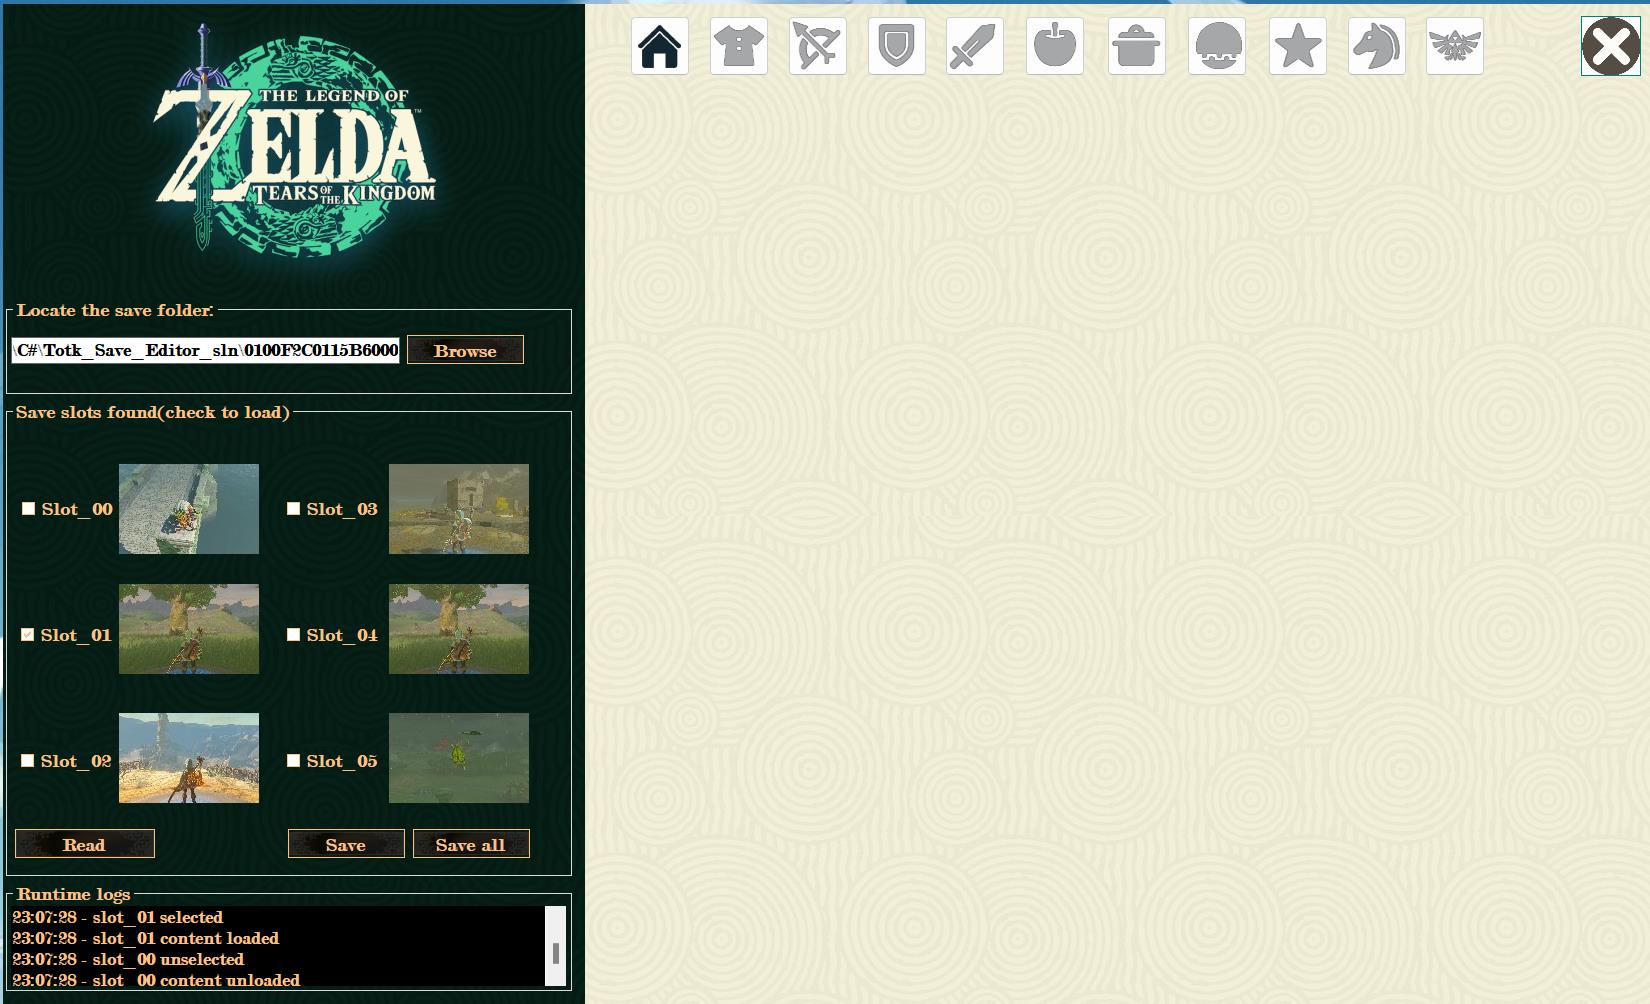 THE LEGEND OF
ZELDA™
TEARS OF THE KINGDOM
Locate the save folder:
\C#\Totk_Save_Editor_sln\0100F2C0115B6000
Browse
Save slots found(check to load)
Slot_00
Slot_03
Slot_01
Slot_04
Slot_02
Slot_05
Read
Save
Save all
Runtime logs
23:07:28 - slot_01 selected
23:07:28 - slot_01 content loaded
23:07:28 - slot_00 unselected
23:07:28 - slot_00 content unloaded